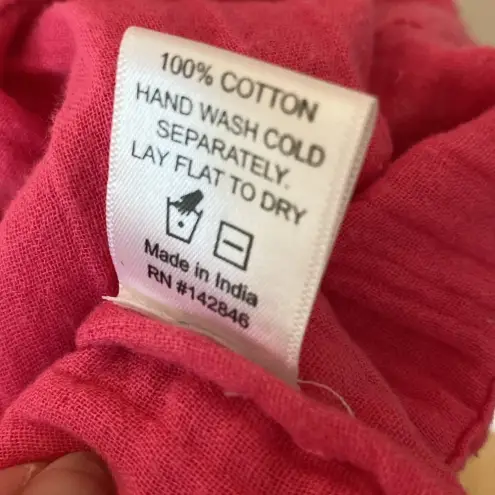 100% COTTON
HAND WASH COLD
SEPARATELY.
LAY FLAT TO DRY
Made in India
RN #142846